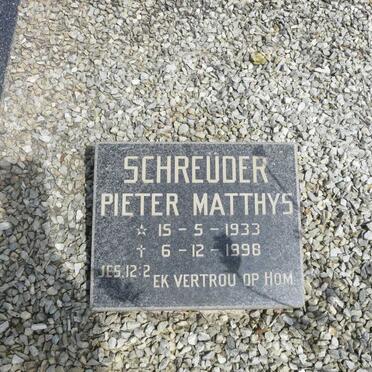 SCHREUDER
PIETER MATTHYS
☆ 15 - 5 - 1933
† 6 - 12 - 1998
JES. 12:2 EK VERTROU OP HOM